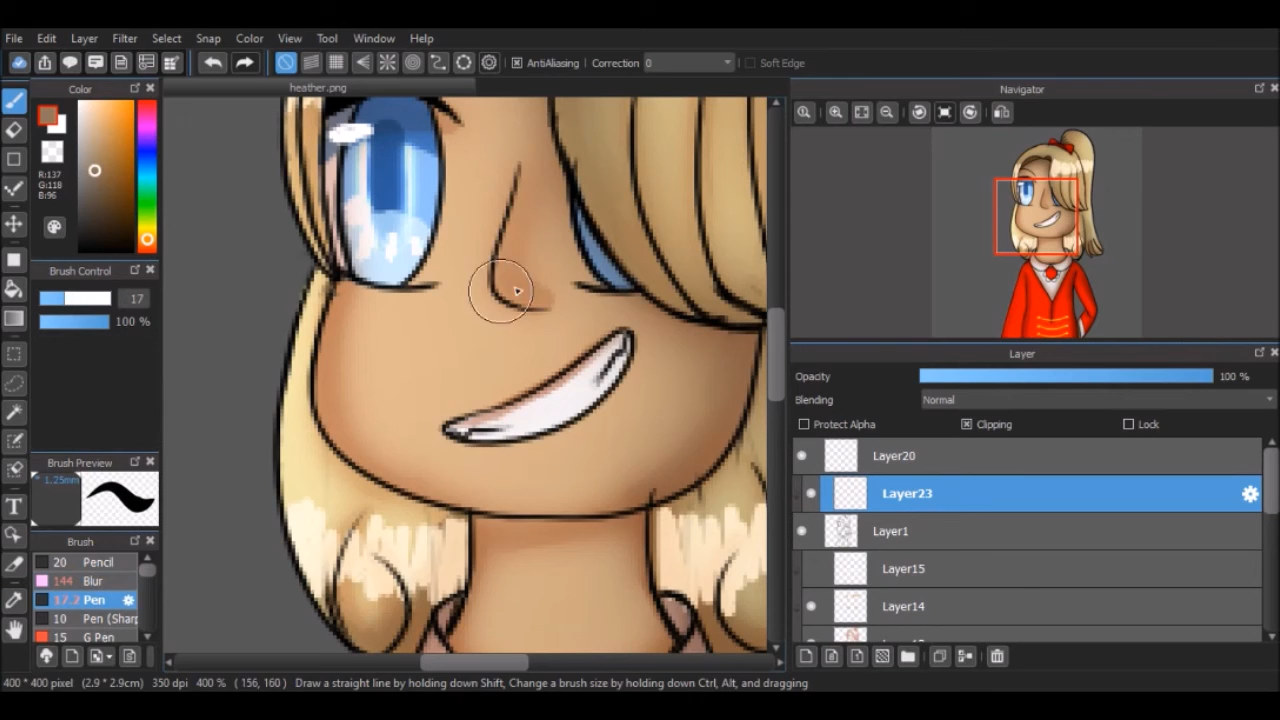 File Edit Layer Filter Select Snap Color View Tool Window Help
AntiAliasing Correction 0 Soft Edge
Color
heather.png
Navigator
R:137
G:118
B:96
Brush Control
17
100 %
Layer
Opacity 100 %
Blending Normal
Protect Alpha Clipping Lock
Layer20
Layer23
Layer1
Layer15
Layer14
Brush Preview
* 1.25mm
Brush
20 Pencil
144 Blur
17.2 Pen
10 Pen (Shar
15 G Pen
400 * 400 pixel (2.9 * 2.9cm) 350 dpi 400 % ( 156, 160 ) Draw a straight line by holding down Shift, Change a brush size by holding down Ctrl, Alt, and dragging